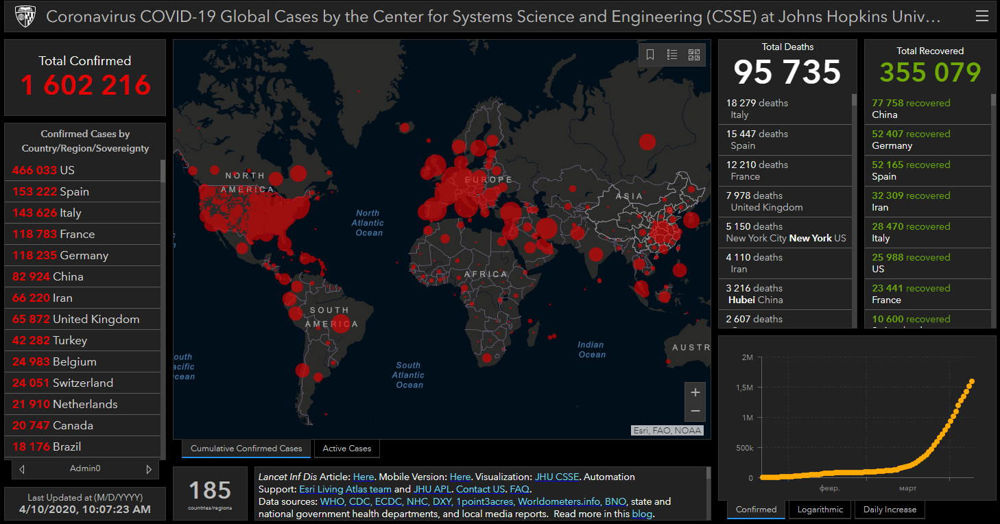 Coronavirus COVID-19 Global Cases by the Center for Systems Science and Engineering (CSSE) at Johns Hopkins Univ...
Total Confirmed
1 602 216
Confirmed Cases by
Country/Region/Sovereignty
466 033 US
153 222 Spain
143 626 Italy
118 783 France
118 235 Germany
82 924 China
66 220 Iran
65 872 United Kingdom
42 282 Turkey
24 983 Belgium
24 051 Switzerland
21 910 Netherlands
20 747 Canada
18 176 Brazil
Admin0
Last Updated at (M/D/YYYY)
4/10/2020, 10:07:23 AM
NORTH
AMERICA
EUROPE
ASIA
North
Atlantic
Ocean
AFRICA
SOUTH
AMERICA
Indian
Ocean
AUSTR
outh
acific
cean
South
Atlantic
Ocean
+
−
Esri, FAO, NOAA
Cumulative Confirmed Cases
Active Cases
185
countries/regions
Lancet Inf Dis Article: Here. Mobile Version: Here. Visualization: JHU CSSE. Automation
Support: Esri Living Atlas team and JHU APL. Contact US. FAQ.
Data sources: WHO, CDC, ECDC, NHC, DXY, 1point3acres, Worldometers.info, BNO, state and
national government health departments, and local media reports. Read more in this blog.
Total Deaths
95 735
18 279 deaths
Italy
15 447 deaths
Spain
12 210 deaths
France
7 978 deaths
United Kingdom
5 150 deaths
New York City New York US
4 110 deaths
Iran
3 216 deaths
Hubei China
2 607 deaths
Total Recovered
355 079
77 758 recovered
China
52 407 recovered
Germany
52 165 recovered
Spain
32 309 recovered
Iran
28 470 recovered
Italy
25 988 recovered
US
23 441 recovered
France
10 600 recovered
2M
1,5M
1M
500k
0
февр.
март
Confirmed
Logarithmic
Daily Increase